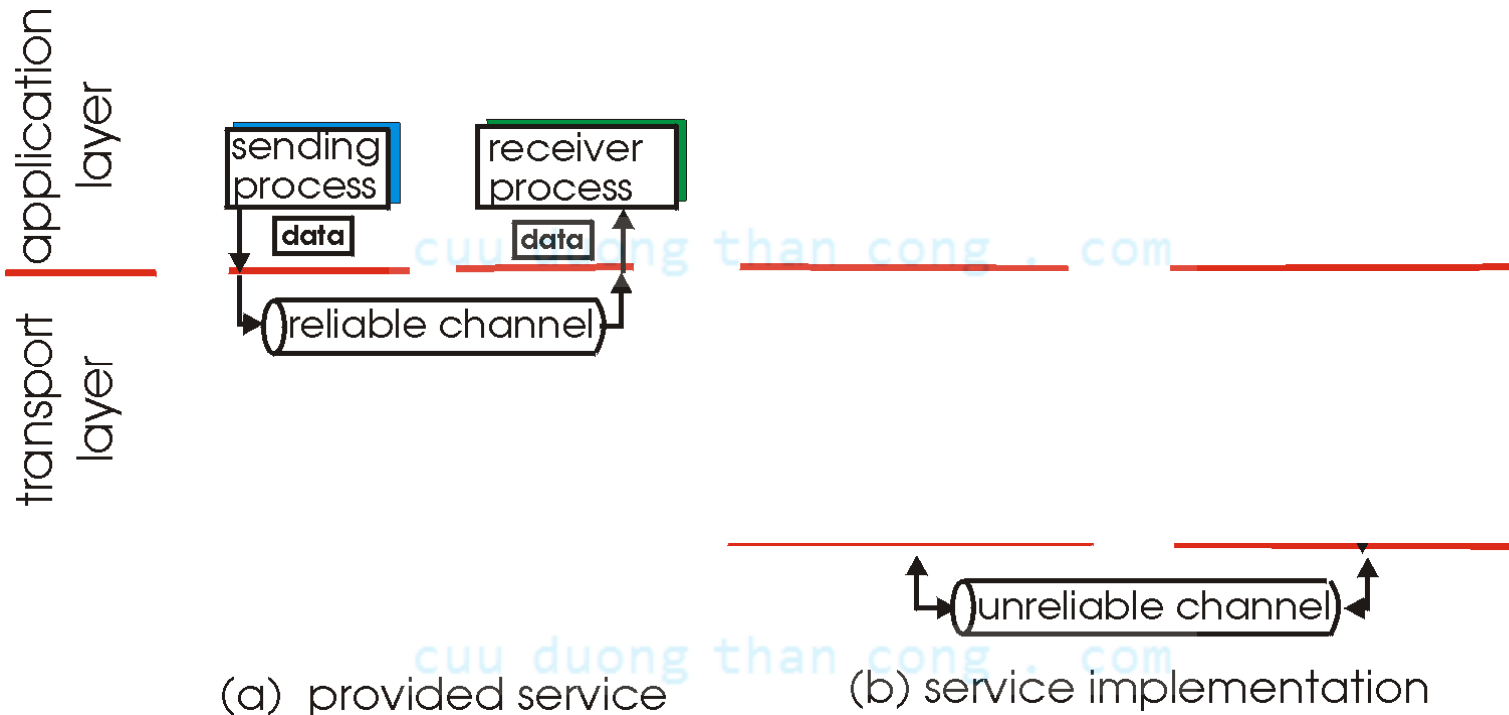 application
layer
sending
process
receiver
process
data
data
cuu duong than cong . com
reliable channel
transport
layer
unreliable channel
cuu duong than cong . com
(a) provided service
(b) service implementation